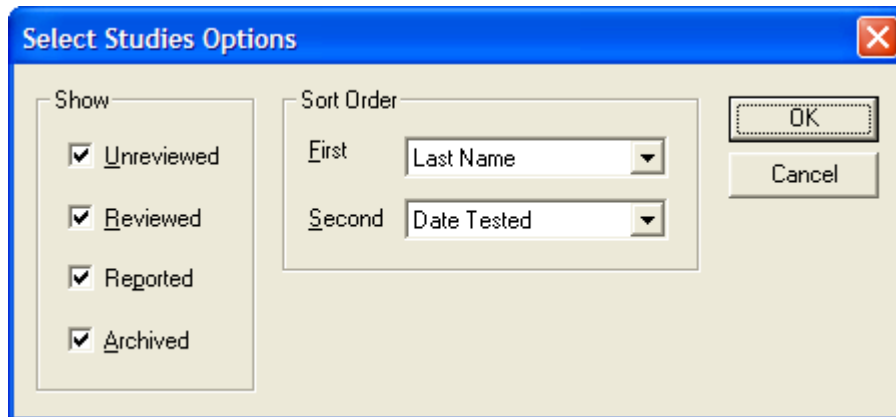 Select Studies Options
Show
Unreviewed
Reviewed
Reported
Archived
Sort Order
First Last Name
Second Date Tested
OK
Cancel